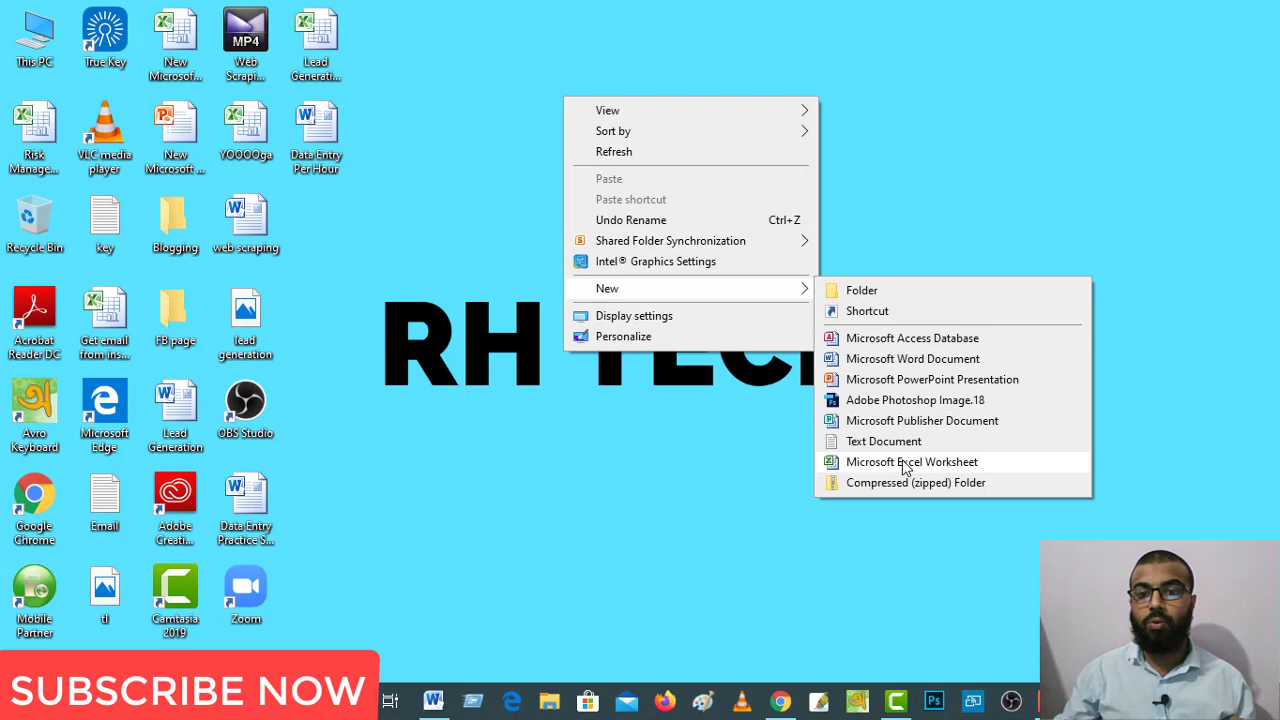 This PC
True Key
New
Microsof...
MP4
Web
Scrapi...
Lead
Generati...
Risk
Manage...
VLC media
player
New
Microsoft ...
YOOOOga
Data Entry
Per Hour
Recycle Bin
key
Blogging
web scraping
Acrobat
Reader DC
Get email
from ins...
FB page
lead
generation
অ
Avro
Keyboard
Microsoft
Edge
Lead
Generation
OBS Studio
Google
Chrome
Email
Adobe
Creati...
Data Entry
Practice S...
Mobile
Partner
tl
Camtasia
2019
Zoom
View
Sort by
Refresh
Paste
Paste shortcut
Undo Rename Ctrl+Z
Shared Folder Synchronization
Intel® Graphics Settings
New
Display settings
Personalize
Folder
Shortcut
Microsoft Access Database
Microsoft Word Document
Microsoft PowerPoint Presentation
Adobe Photoshop Image.18
Microsoft Publisher Document
Text Document
Microsoft Excel Worksheet
Compressed (zipped) Folder
RH TECH
SUBSCRIBE NOW